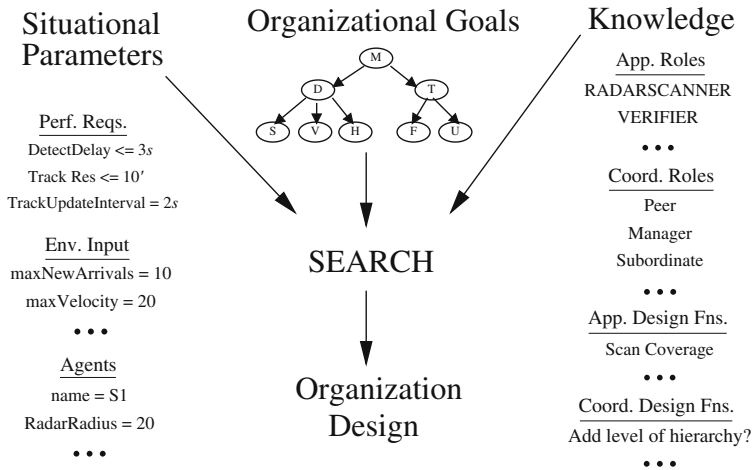 Situational
Parameters
Perf. Reqs.
DetectDelay <= 3s
Track Res <= 10′
TrackUpdateInterval = 2s
Env. Input
maxNewArrivals = 10
maxVelocity = 20
•••
Agents
name = S1
RadarRadius = 20
•••
Organizational Goals
M
D T
S V H F U
SEARCH
Organization
Design
Knowledge
App. Roles
RADARSCANNER
VERIFIER
•••
Coord. Roles
Peer
Manager
Subordinate
•••
App. Design Fns.
Scan Coverage
•••
Coord. Design Fns.
Add level of hierarchy?
•••